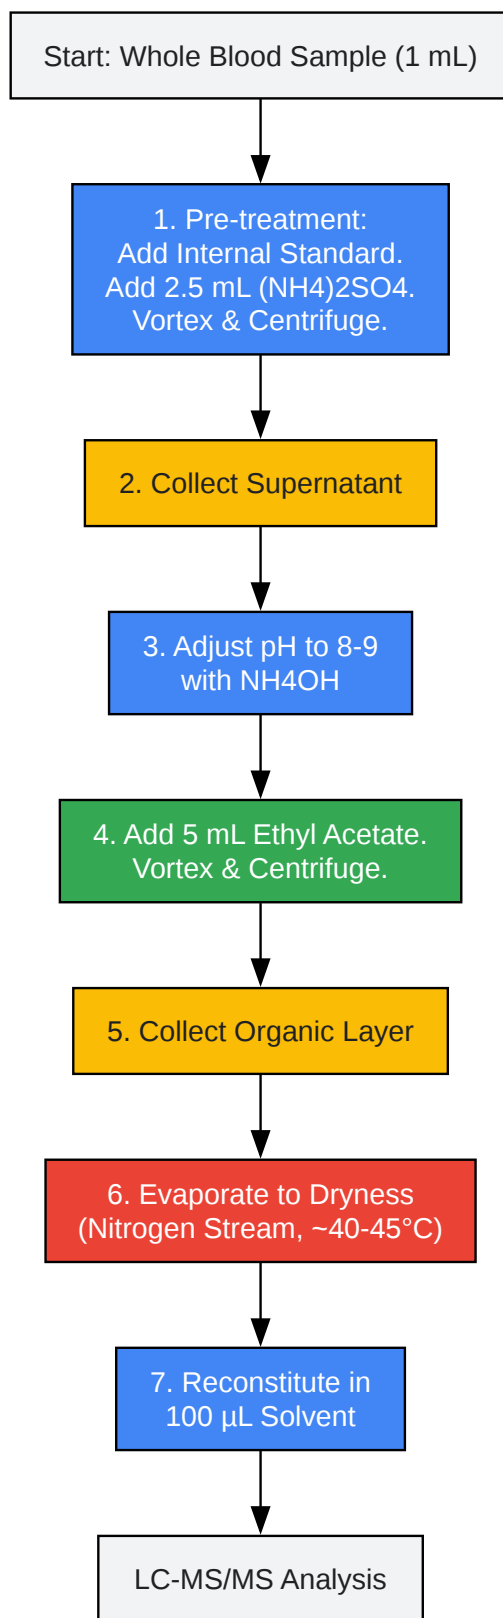 Start: Whole Blood Sample (1 mL)
1. Pre-treatment:
Add Internal Standard.
Add 2.5 mL (NH4)2SO4.
Vortex & Centrifuge.
2. Collect Supernatant
3. Adjust pH to 8-9
with NH4OH
4. Add 5 mL Ethyl Acetate.
Vortex & Centrifuge.
5. Collect Organic Layer
6. Evaporate to Dryness
(Nitrogen Stream, ~40-45°C)
7. Reconstitute in
100 µL Solvent
LC-MS/MS Analysis